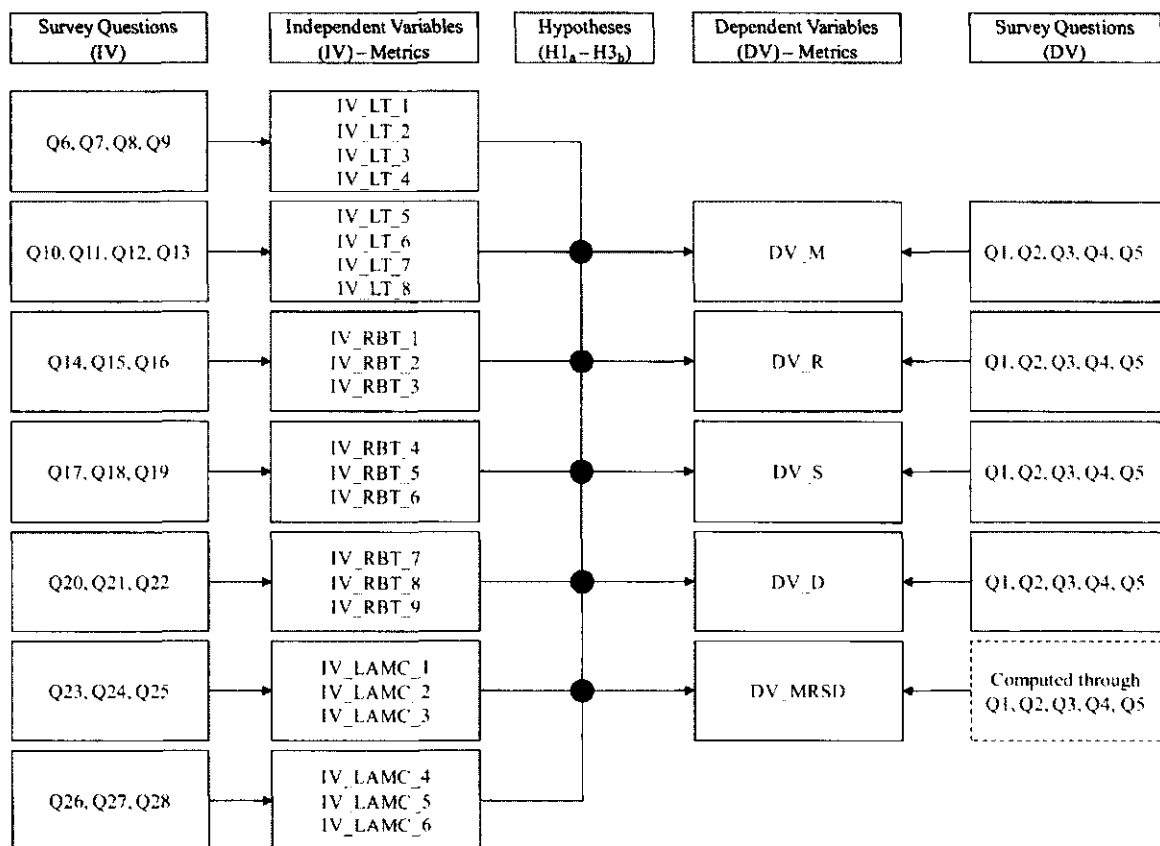 Survey Questions
(IV)
Independent Variables
(IV) – Metrics
Hypotheses
(H1a – H3b)
Dependent Variables
(DV) – Metrics
Survey Questions
(DV)
Q6, Q7, Q8, Q9
IV_LT_1
IV_LT_2
IV_LT_3
IV_LT_4
Q10, Q11, Q12, Q13
IV_LT_5
IV_LT_6
IV_LT_7
IV_LT_8
DV_M
Q1, Q2, Q3, Q4, Q5
Q14, Q15, Q16
IV_RBT_1
IV_RBT_2
IV_RBT_3
DV_R
Q1, Q2, Q3, Q4, Q5
Q17, Q18, Q19
IV_RBT_4
IV_RBT_5
IV_RBT_6
DV_S
Q1, Q2, Q3, Q4, Q5
Q20, Q21, Q22
IV_RBT_7
IV_RBT_8
IV_RBT_9
DV_D
Q1, Q2, Q3, Q4, Q5
Q23, Q24, Q25
IV_LAMC_1
IV_LAMC_2
IV_LAMC_3
DV_MRSD
Computed through
Q1, Q2, Q3, Q4, Q5
Q26, Q27, Q28
IV_LAMC_4
IV_LAMC_5
IV_LAMC_6